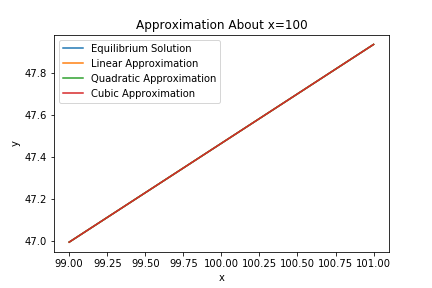 Approximation About x=100
Equilibrium Solution
Linear Approximation
Quadratic Approximation
Cubic Approximation
47.8
47.6
47.4
47.2
47.0
y
99.00 99.25 99.50 99.75 100.00 100.25 100.50 100.75 101.00
x